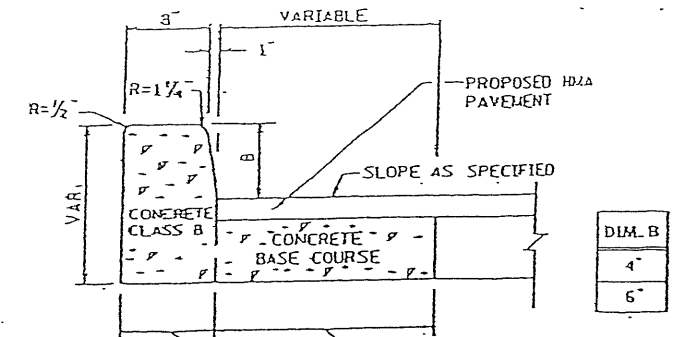 VARIABLE
1"
R=1 1/4"
R=1/2"
PROPOSED HMA
PAVEMENT
B
SLOPE AS SPECIFIED
VAR.
CONCRETE
CLASS B
CONCRETE
BASE COURSE
DIM. B
4"
6"